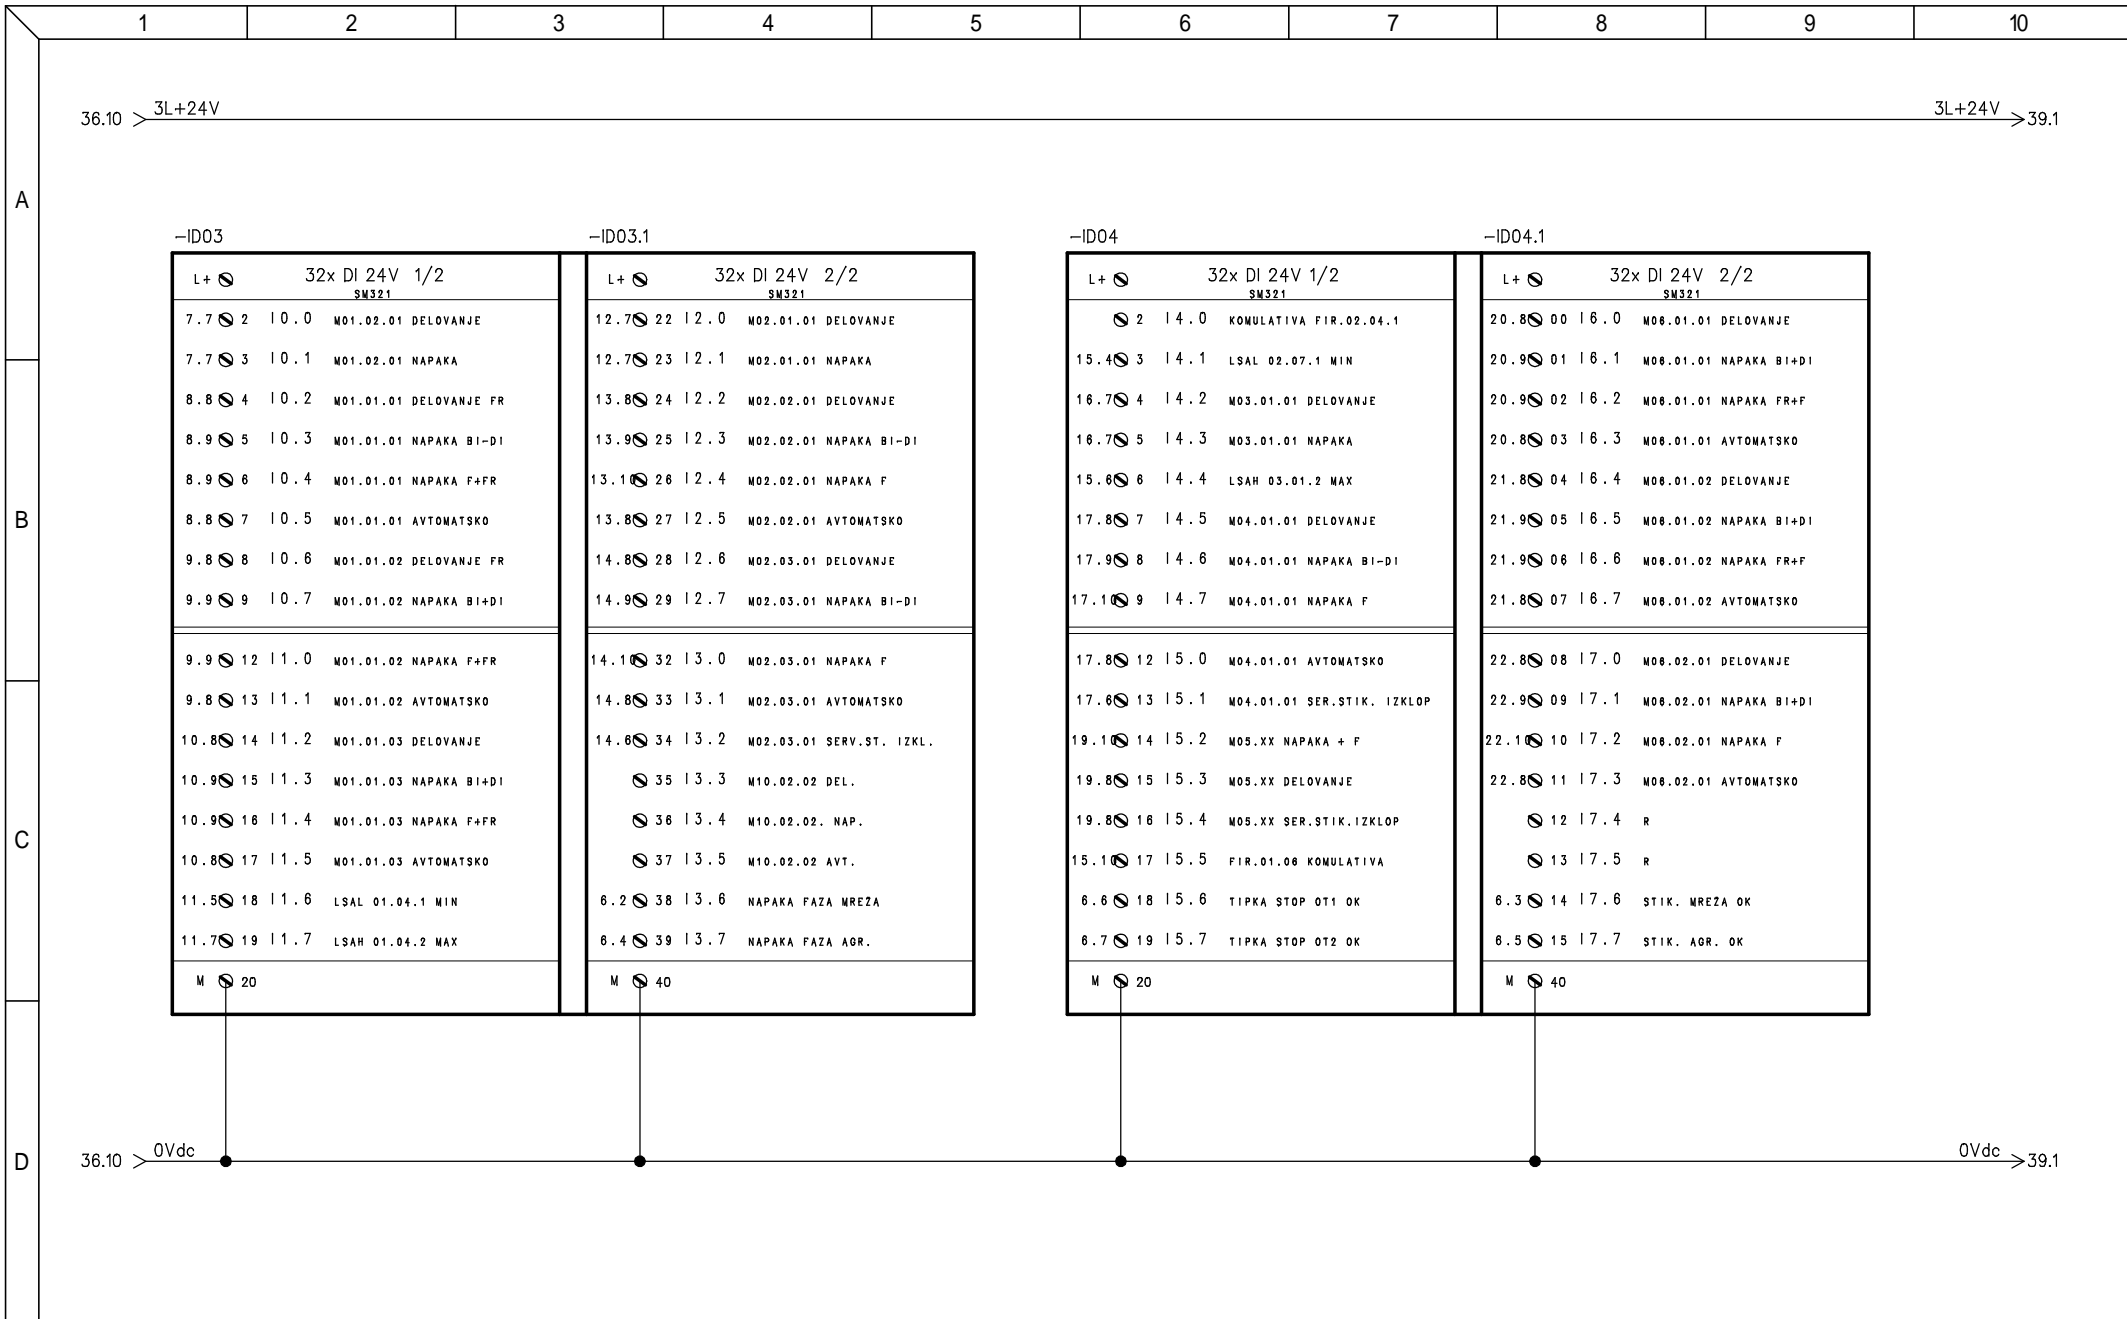 1 2 3 4 5 6 7 8 9 10
36.10 3L+24V 3L+24V 39.1
A
-ID03 -ID03.1 -ID04 -ID04.1
L+ 32x DI 24V 1/2 L+ 32x DI 24V 2/2 L+ 32x DI 24V 1/2 L+ 32x DI 24V 2/2
SM321 SM321 SM321 SM321
7.7 2 I0.0 M01.02.01 DELOVANJE 12.7 22 I2.0 M02.01.01 DELOVANJE 2 I4.0 KOMULATIVA FIR.02.04.1 20.8 00 I6.0 M06.01.01 DELOVANJE
7.7 3 I0.1 M01.02.01 NAPAKA 12.7 23 I2.1 M02.01.01 NAPAKA 15.4 3 I4.1 LSAL 02.07.1 MIN 20.9 01 I6.1 M06.01.01 NAPAKA BI+DI
8.8 4 I0.2 M01.01.01 DELOVANJE FR 13.8 24 I2.2 M02.02.01 DELOVANJE 16.7 4 I4.2 M03.01.01 DELOVANJE 20.9 02 I6.2 M06.01.01 NAPAKA FR+F
8.9 5 I0.3 M01.01.01 NAPAKA BI-DI 13.9 25 I2.3 M02.02.01 NAPAKA BI-DI 16.7 5 I4.3 M03.01.01 NAPAKA 20.8 03 I6.3 M06.01.01 AVTOMATSKO
8.9 6 I0.4 M01.01.01 NAPAKA F+FR 13.10 26 I2.4 M02.02.01 NAPAKA F 15.6 6 I4.4 LSAH 03.01.2 MAX 21.8 04 I6.4 M06.01.02 DELOVANJE
B 8.8 7 I0.5 M01.01.01 AVTOMATSKO 13.8 27 I2.5 M02.02.01 AVTOMATSKO 17.8 7 I4.5 M04.01.01 DELOVANJE 21.9 05 I6.5 M06.01.02 NAPAKA BI+DI
9.8 8 I0.6 M01.01.02 DELOVANJE FR 14.8 28 I2.6 M02.03.01 DELOVANJE 17.9 8 I4.6 M04.01.01 NAPAKA BI-DI 21.9 06 I6.6 M06.01.02 NAPAKA FR+F
9.9 9 I0.7 M01.01.02 NAPAKA BI+DI 14.9 29 I2.7 M02.03.01 NAPAKA BI-DI 17.10 9 I4.7 M04.01.01 NAPAKA F 21.8 07 I6.7 M06.01.02 AVTOMATSKO
9.9 12 I1.0 M01.01.02 NAPAKA F+FR 14.10 32 I3.0 M02.03.01 NAPAKA F 17.8 12 I5.0 M04.01.01 AVTOMATSKO 22.8 08 I7.0 M06.02.01 DELOVANJE
9.8 13 I1.1 M01.01.02 AVTOMATSKO 14.8 33 I3.1 M02.03.01 AVTOMATSKO 17.6 13 I5.1 M04.01.01 SER.STIK. IZKLOP 22.9 09 I7.1 M06.02.01 NAPAKA BI+DI
10.8 14 I1.2 M01.01.03 DELOVANJE 14.6 34 I3.2 M02.03.01 SERV.ST. IZKL. 19.10 14 I5.2 M05.XX NAPAKA + F 22.10 10 I7.2 M06.02.01 NAPAKA F
10.9 15 I1.3 M01.01.03 NAPAKA BI+DI 35 I3.3 M10.02.02 DEL. 19.8 15 I5.3 M05.XX DELOVANJE 22.8 11 I7.3 M06.02.01 AVTOMATSKO
C 10.9 16 I1.4 M01.01.03 NAPAKA F+FR 36 I3.4 M10.02.02. NAP. 19.8 16 I5.4 M05.XX SER.STIK.IZKLOP 12 I7.4 R
10.8 17 I1.5 M01.01.03 AVTOMATSKO 37 I3.5 M10.02.02 AVT. 15.10 17 I5.5 FIR.01.06 KOMULATIVA 13 I7.5 R
11.5 18 I1.6 LSAL 01.04.1 MIN 6.2 38 I3.6 NAPAKA FAZA MREŽA 6.6 18 I5.6 TIPKA STOP OT1 OK 6.3 14 I7.6 STIK. MREŽA OK
11.7 19 I1.7 LSAH 01.04.2 MAX 6.4 39 I3.7 NAPAKA FAZA AGR. 6.7 19 I5.7 TIPKA STOP OT2 OK 6.5 15 I7.7 STIK. AGR. OK
M 20 M 40 M 20 M 40
D 36.10 0Vdc 0Vdc 39.1